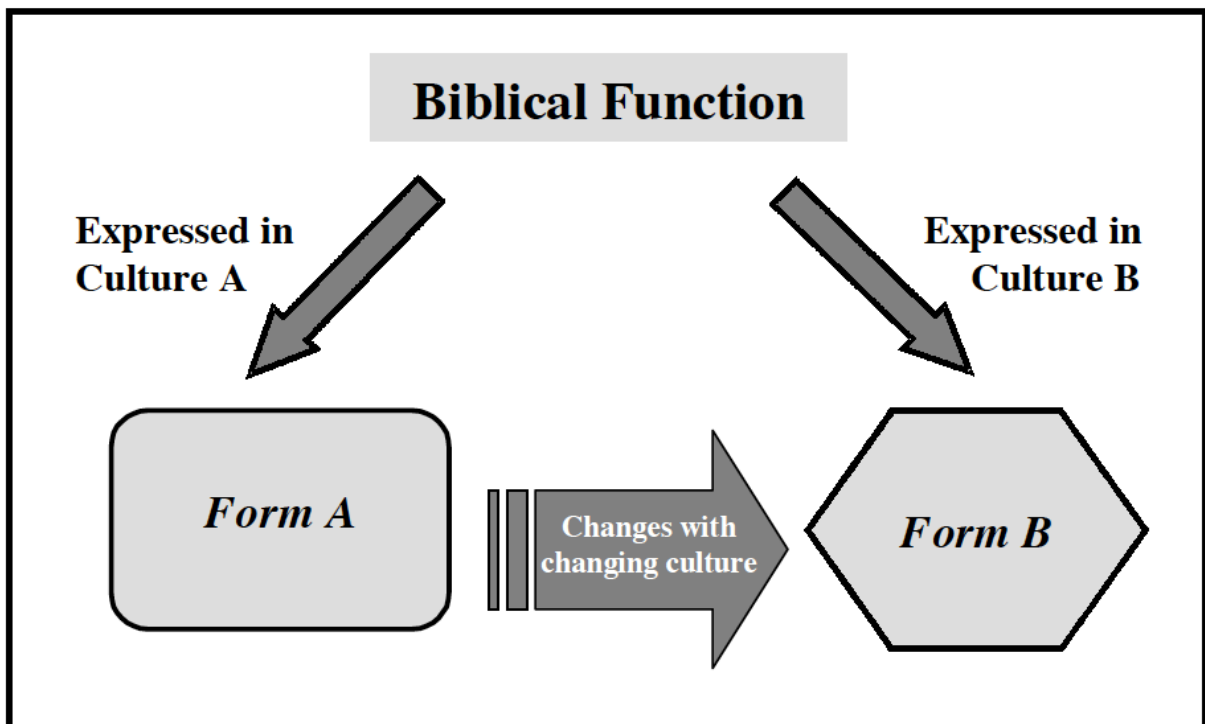 Biblical Function
Expressed in
Culture A
Expressed in
Culture B
Form A
Changes with
changing culture
Form B